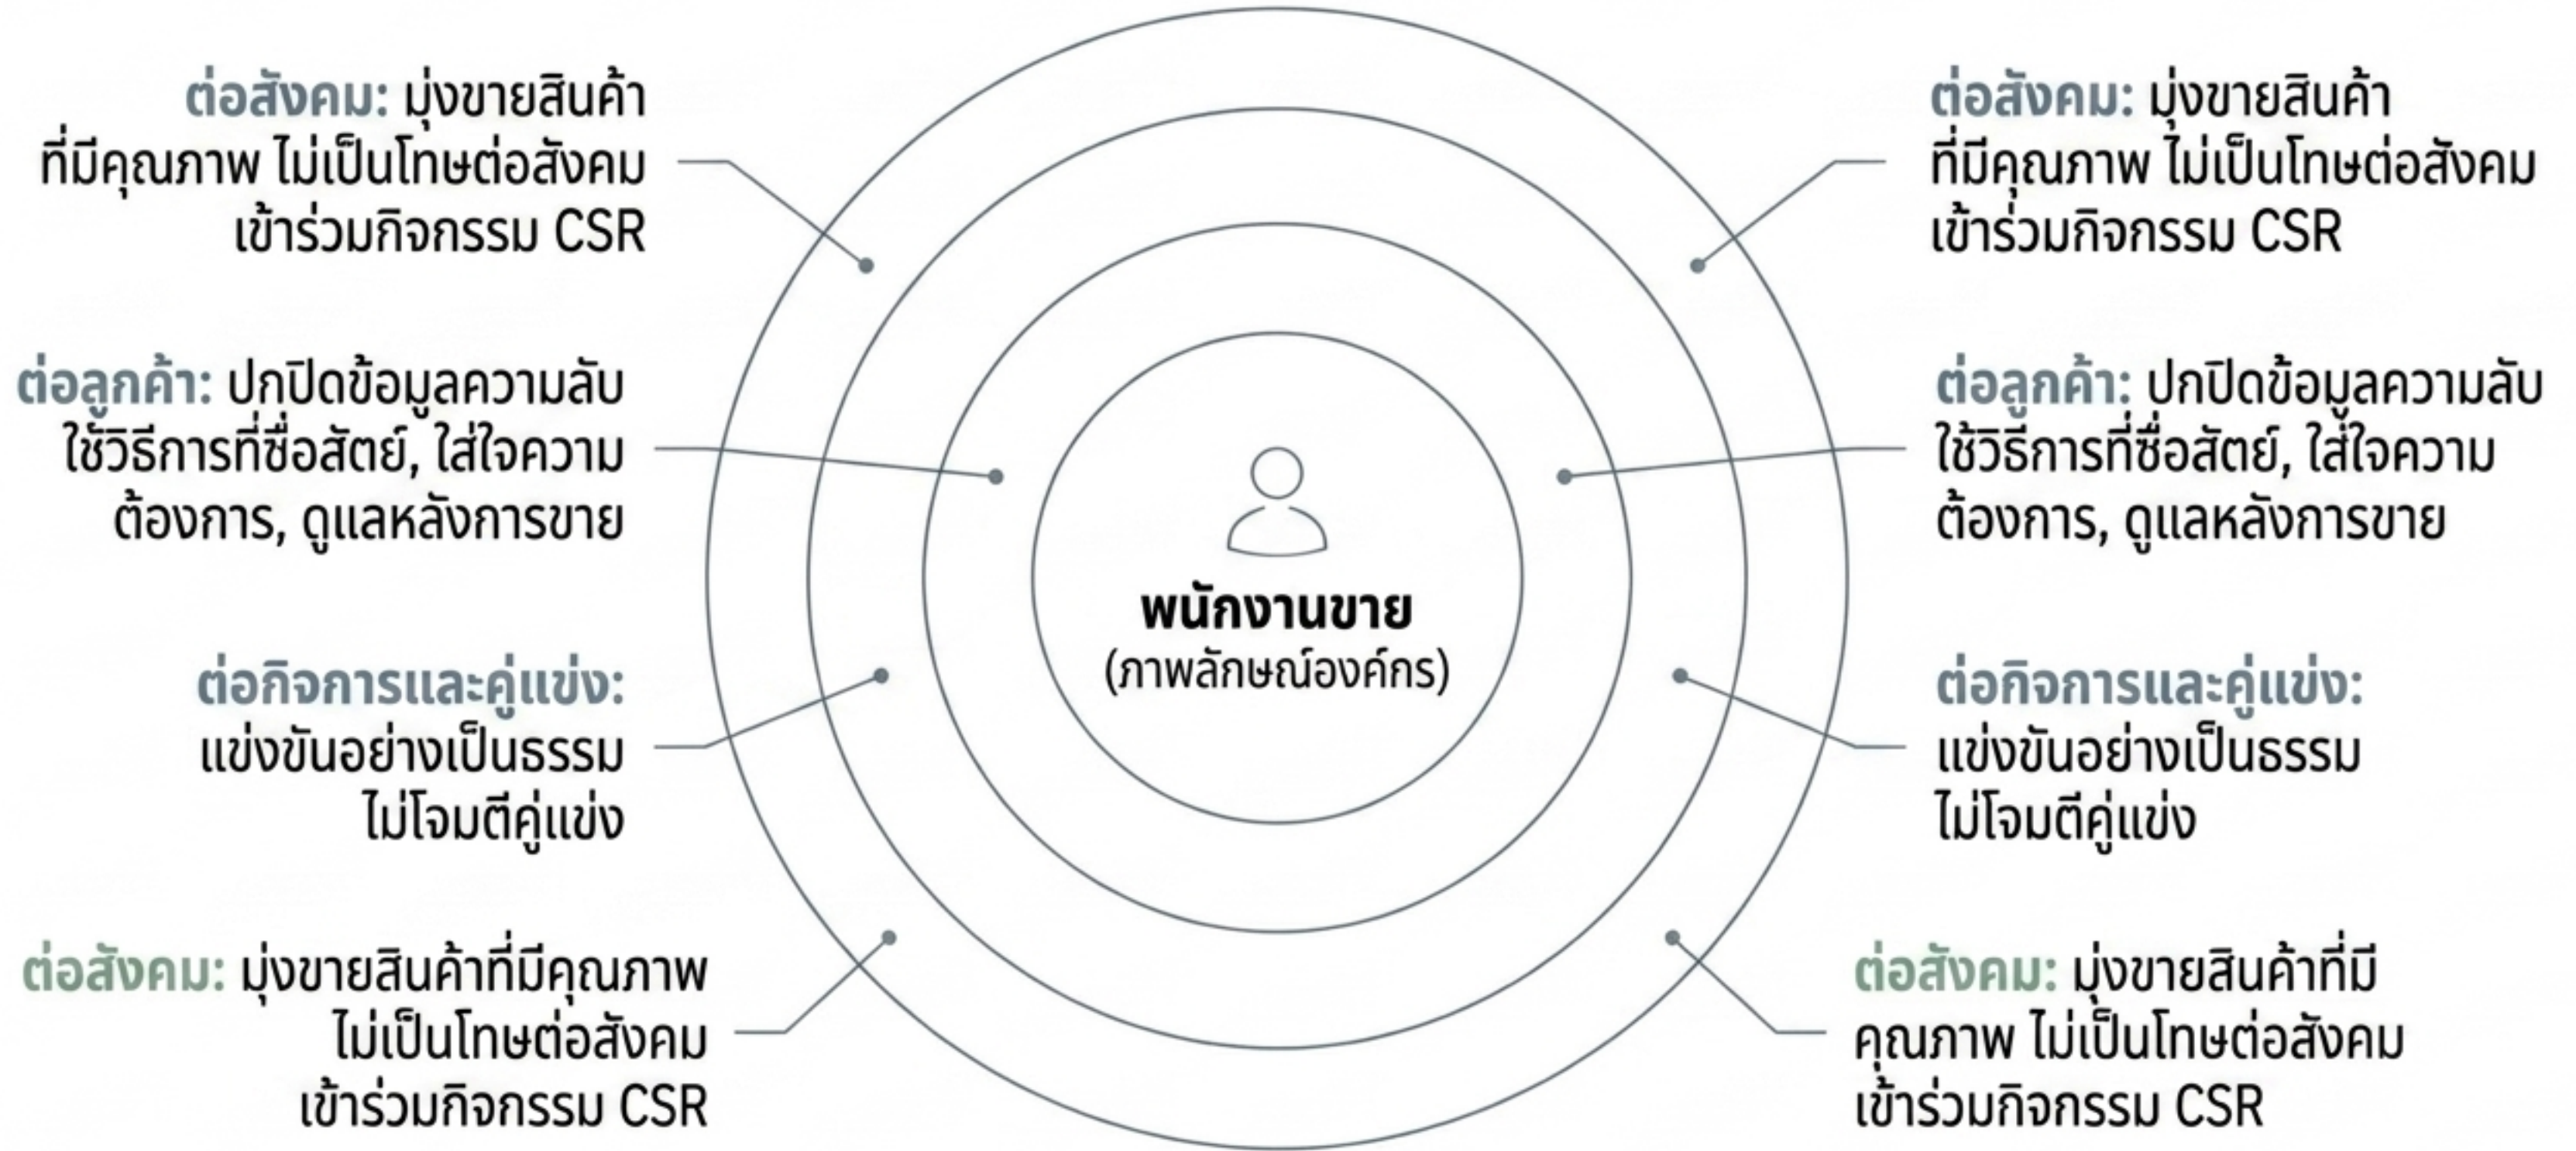 ต่อสังคม: มุ่งขายสินค้า
ที่มีคุณภาพ ไม่เป็นโทษต่อสังคม
เข้าร่วมกิจกรรม CSR
ต่อลูกค้า: ปกปิดข้อมูลความลับ
ใช้วิธีการที่ซื่อสัตย์, ใส่ใจความ
ต้องการ, ดูแลหลังการขาย
ต่อกิจการและคู่แข่ง:
แข่งขันอย่างเป็นธรรม
ไม่โจมตีคู่แข่ง
ต่อสังคม: มุ่งขายสินค้าที่มีคุณภาพ
ไม่เป็นโทษต่อสังคม
เข้าร่วมกิจกรรม CSR
พนักงานขาย
(ภาพลักษณ์องค์กร)
ต่อสังคม: มุ่งขายสินค้า
ที่มีคุณภาพ ไม่เป็นโทษต่อสังคม
เข้าร่วมกิจกรรม CSR
ต่อลูกค้า: ปกปิดข้อมูลความลับ
ใช้วิธีการที่ซื่อสัตย์, ใส่ใจความ
ต้องการ, ดูแลหลังการขาย
ต่อกิจการและคู่แข่ง:
แข่งขันอย่างเป็นธรรม
ไม่โจมตีคู่แข่ง
ต่อสังคม: มุ่งขายสินค้าที่มี
คุณภาพ ไม่เป็นโทษต่อสังคม
เข้าร่วมกิจกรรม CSR